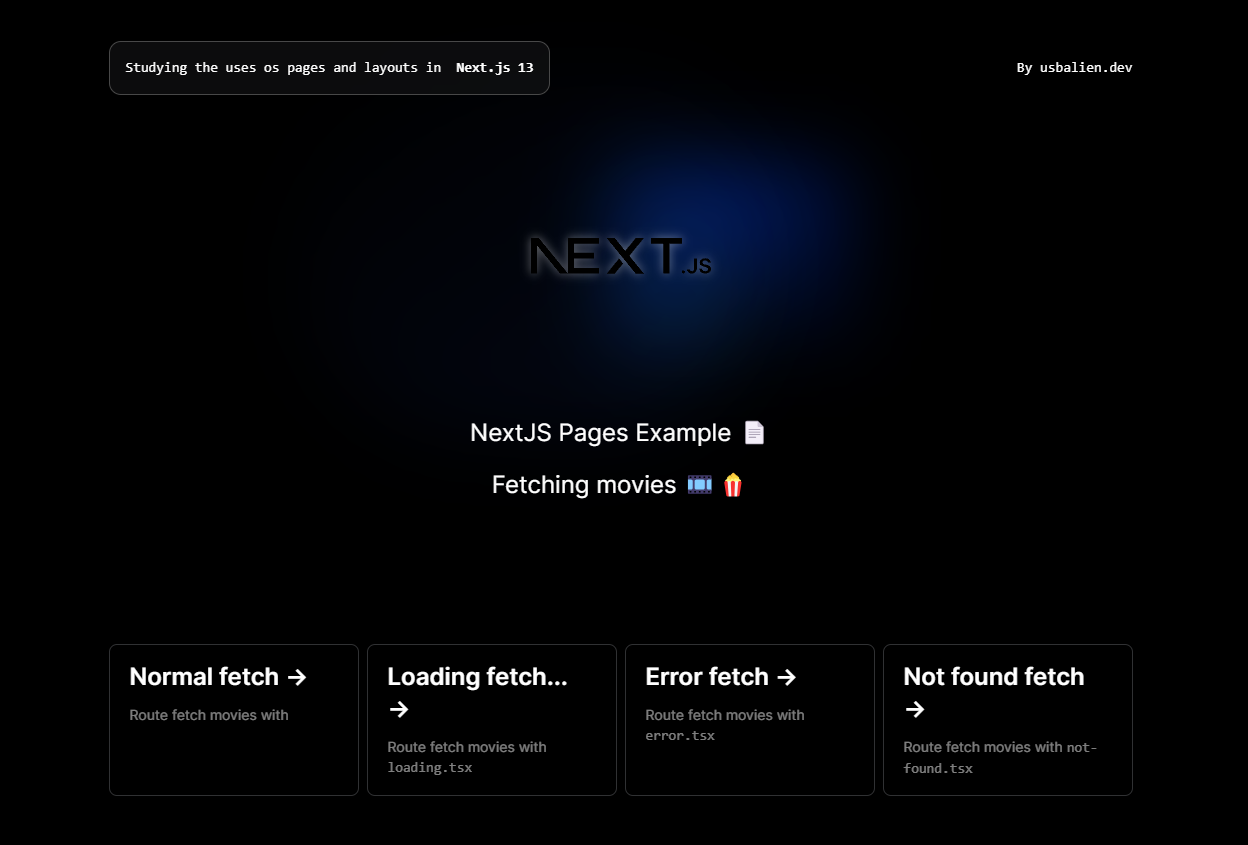 Studying the uses os pages and layouts in Next.js 13
By usbalien.dev
NEXT.JS
NextJS Pages Example 📄
Fetching movies 🎞️ 🍿
Normal fetch →
Route fetch movies with
Loading fetch...
→
Route fetch movies with
loading.tsx
Error fetch →
Route fetch movies with
error.tsx
Not found fetch
→
Route fetch movies with not-
found.tsx